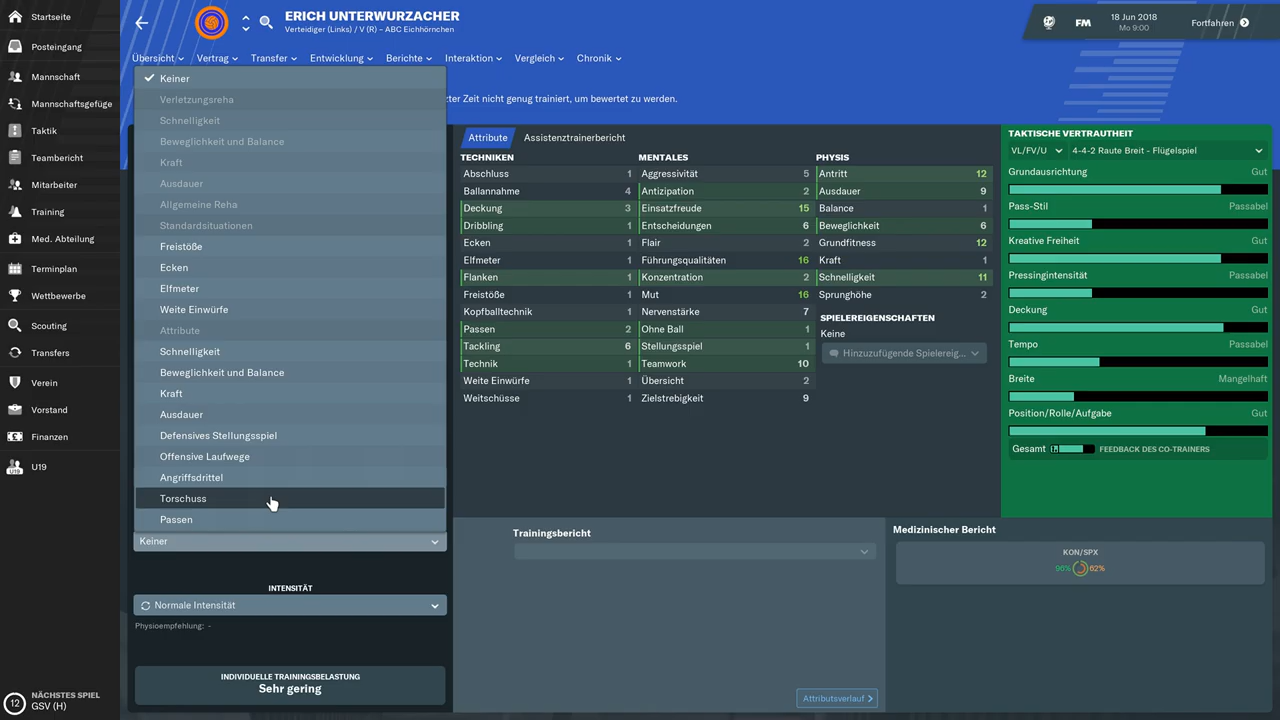 Startseite
Posteingang
Mannschaft
Mannschaftsgefüge
Taktik
Teambericht
Mitarbeiter
Training
Med. Abteilung
Terminplan
Wettbewerbe
Scouting
Transfers
Verein
Vorstand
Finanzen
U19
U19
12 NÄCHSTES SPIEL
GSV (H)
ERICH UNTERWURZACHER
Verteidiger (Links) / V (R) – ABC Eichhörnchen
FM
18 Jun 2018
Mo 9:00
Fortfahren
Übersicht Vertrag Transfer Entwicklung Berichte Interaktion Vergleich Chronik
zter Zeit nicht genug trainiert, um bewertet zu werden.
Keiner
Verletzungsreha
Schnelligkeit
Beweglichkeit und Balance
Kraft
Ausdauer
Allgemeine Reha
Standardsituationen
Freistöße
Ecken
Elfmeter
Weite Einwürfe
Attribute
Schnelligkeit
Beweglichkeit und Balance
Kraft
Ausdauer
Defensives Stellungsspiel
Offensive Laufwege
Angriffsdrittel
Torschuss
Passen
Keiner
INTENSITÄT
Normale Intensität
Physioempfehlung: -
INDIVIDUELLE TRAININGSBELASTUNG
Sehr gering
Attribute Assistenztrainerbericht
TECHNIKEN
Abschluss 1
Ballannahme 4
Deckung 3
Dribbling 1
Ecken 1
Elfmeter 1
Flanken 1
Freistöße 1
Kopfballtechnik 1
Passen 2
Tackling 6
Technik 1
Weite Einwürfe 1
Weitschüsse 1
MENTALES
Aggressivität 5
Antizipation 2
Einsatzfreude 15
Entscheidungen 6
Flair 2
Führungsqualitäten 16
Konzentration 2
Mut 16
Nervenstärke 7
Ohne Ball 1
Stellungsspiel 1
Teamwork 10
Übersicht 2
Zielstrebigkeit 9
PHYSIS
Antritt 12
Ausdauer 9
Balance 1
Beweglichkeit 6
Grundfitness 12
Kraft 1
Schnelligkeit 11
Sprunghöhe 2
SPIELEREIGENSCHAFTEN
Keine
Hinzuzufügende Spielereig...
TAKTISCHE VERTRAUTHEIT
VL/FV/U 4-4-2 Raute Breit - Flügelspiel
Grundausrichtung Gut
Pass-Stil Passabel
Kreative Freiheit Gut
Pressingintensität Passabel
Deckung Gut
Tempo Passabel
Breite Mangelhaft
Position/Rolle/Aufgabe Gut
Gesamt FEEDBACK DES CO-TRAINERS
Trainingsbericht
Attributsverlauf
Medizinischer Bericht
KON/SPX
96% 62%